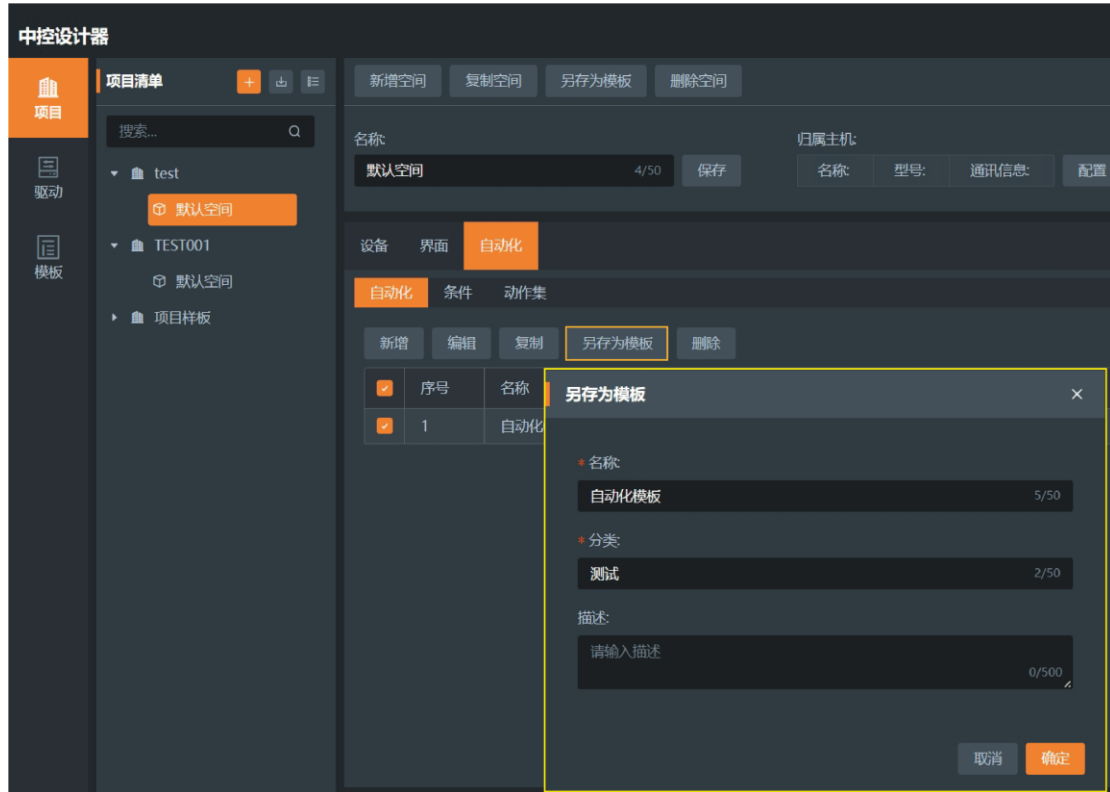 中控设计器
项目
驱动
模板
项目清单
搜索...
test
默认空间
TEST001
默认空间
项目样板
新增空间 复制空间 另存为模板 删除空间
名称:
默认空间 4/50 保存
归属主机:
名称: 型号: 通讯信息: 配置
设备 界面 自动化
自动化 条件 动作集
新增 编辑 复制 另存为模板 删除
序号 名称
1 自动化
另存为模板
* 名称:
自动化模板 5/50
* 分类:
测试 2/50
描述:
请输入描述
0/500
取消 确定